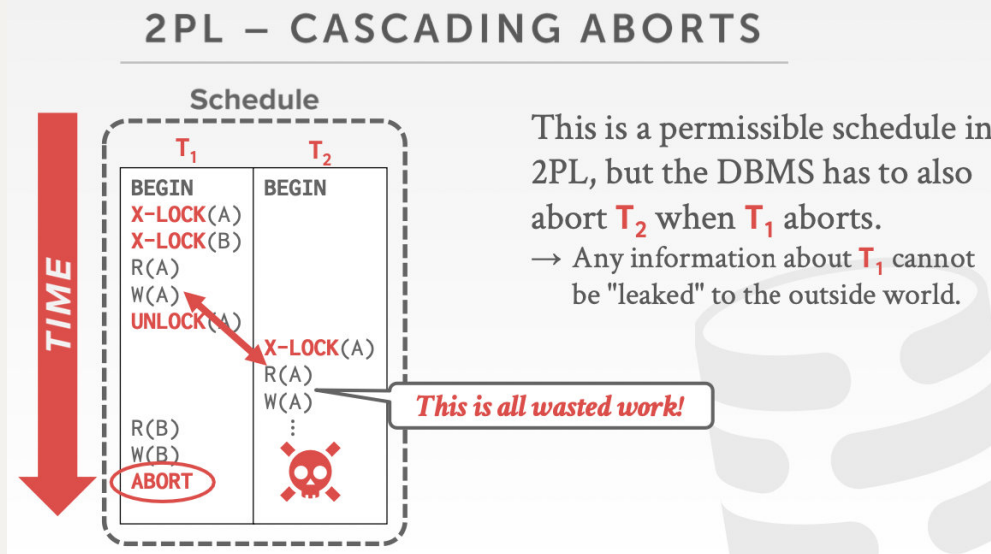 2PL – CASCADING ABORTS
Schedule
TIME
T1 T2
BEGIN BEGIN
X-LOCK(A)
X-LOCK(B)
R(A)
W(A)
UNLOCK(A)
X-LOCK(A)
R(A)
W(A)
⋮
R(B)
W(B)
ABORT
This is all wasted work!
This is a permissible schedule in
2PL, but the DBMS has to also
abort T2 when T1 aborts.
→ Any information about T1 cannot
be "leaked" to the outside world.